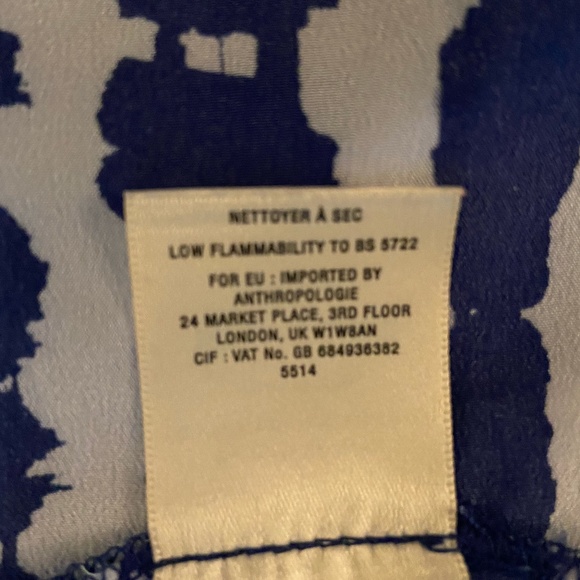 NETTOYER À SEC
LOW FLAMMABILITY TO BS 5722
FOR EU : IMPORTED BY
ANTHROPOLOGIE
24 MARKET PLACE, 3RD FLOOR
LONDON, UK W1W8AN
CIF : VAT No. GB 684936382
5514